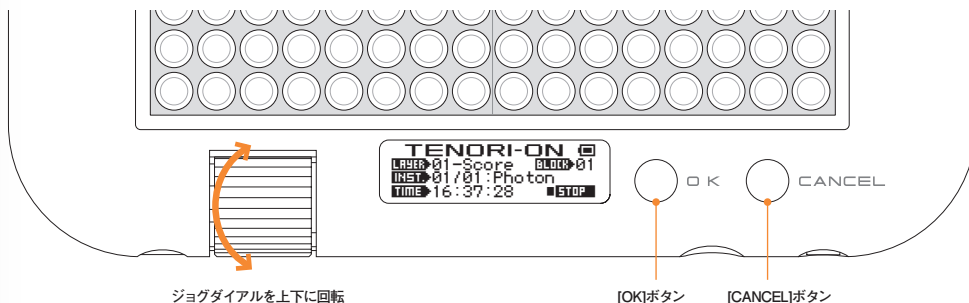 TENORI-ON
LAYER 01-Score BLOCK 01
INST. 01/01:Photon
TIME 16:37:28 ■STOP
OK
CANCEL
ジョグダイアルを上下に回転
[OK]ボタン
[CANCEL]ボタン